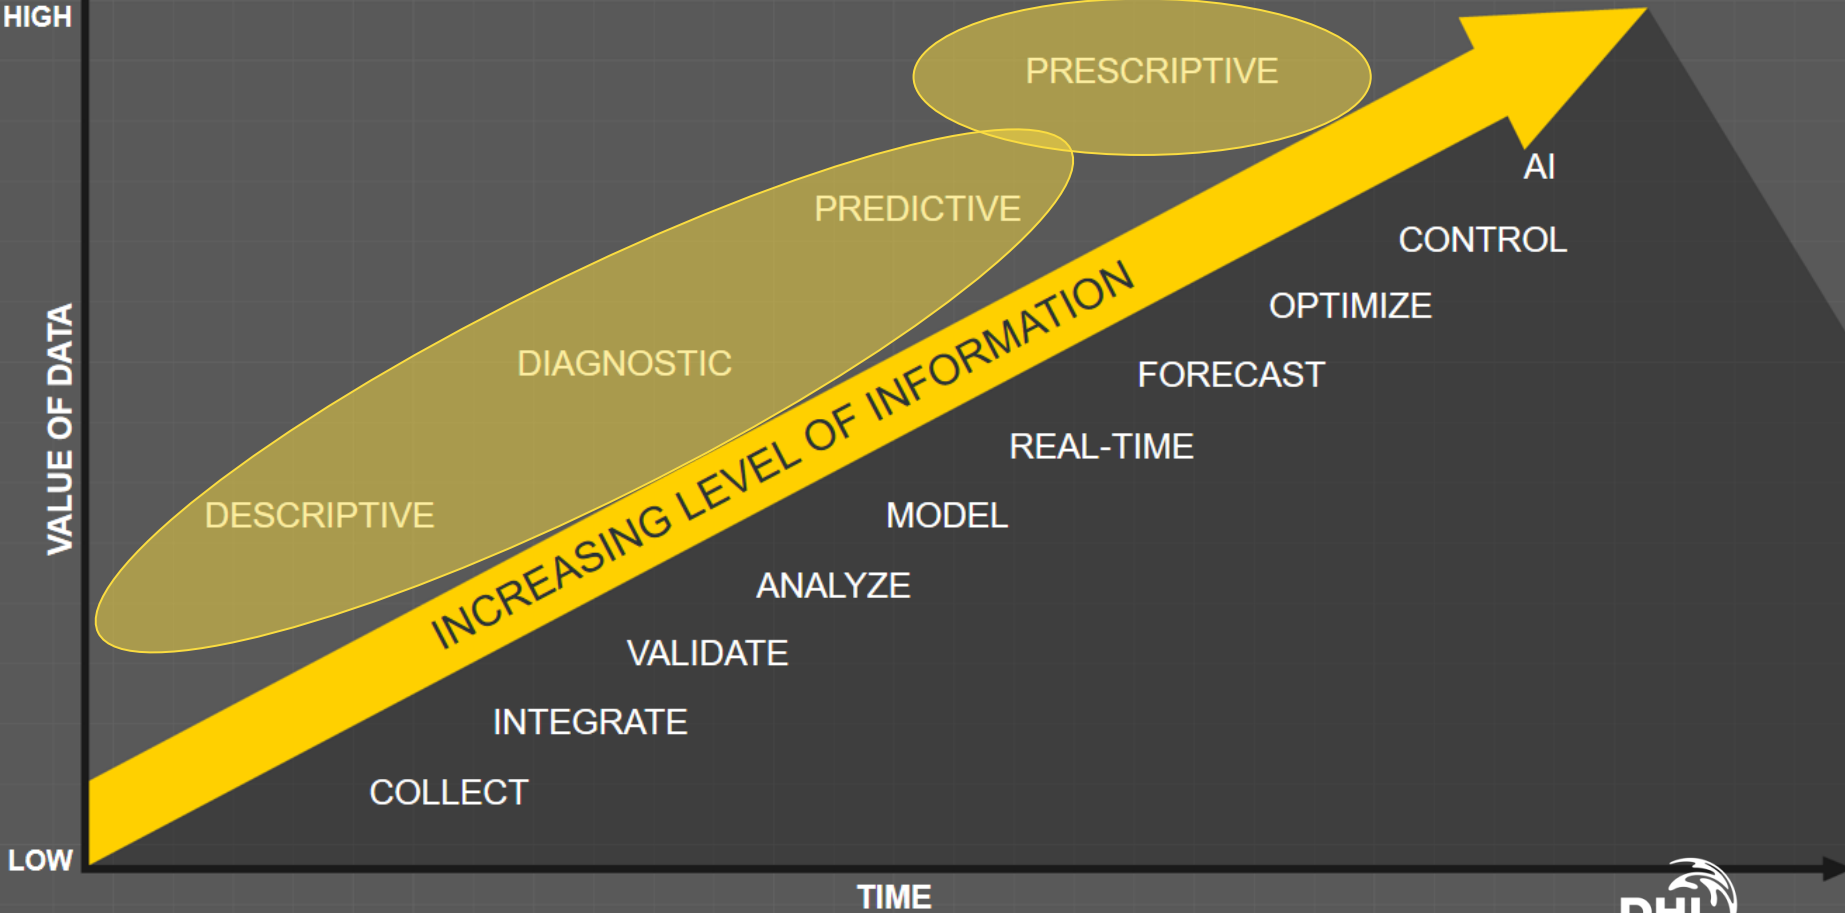 HIGH
PRESCRIPTIVE
AI
PREDICTIVE
CONTROL
OPTIMIZE
VALUE OF DATA
DIAGNOSTIC
INCREASING LEVEL OF INFORMATION
FORECAST
REAL-TIME
DESCRIPTIVE
MODEL
ANALYZE
VALIDATE
INTEGRATE
COLLECT
LOW
TIME